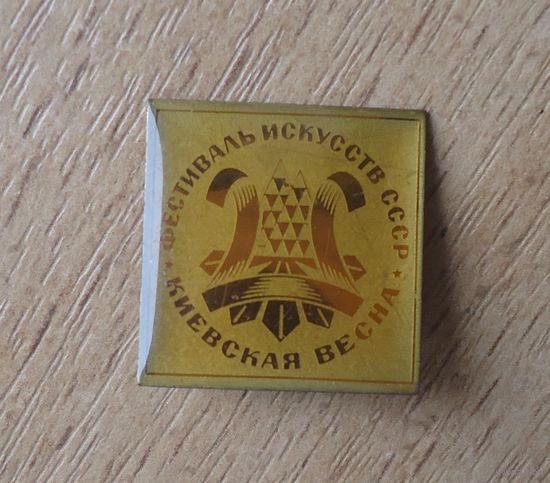 ФЕСТИВАЛЬ ИСКУССТВ СССР
КИЕВСКАЯ ВЕСНА